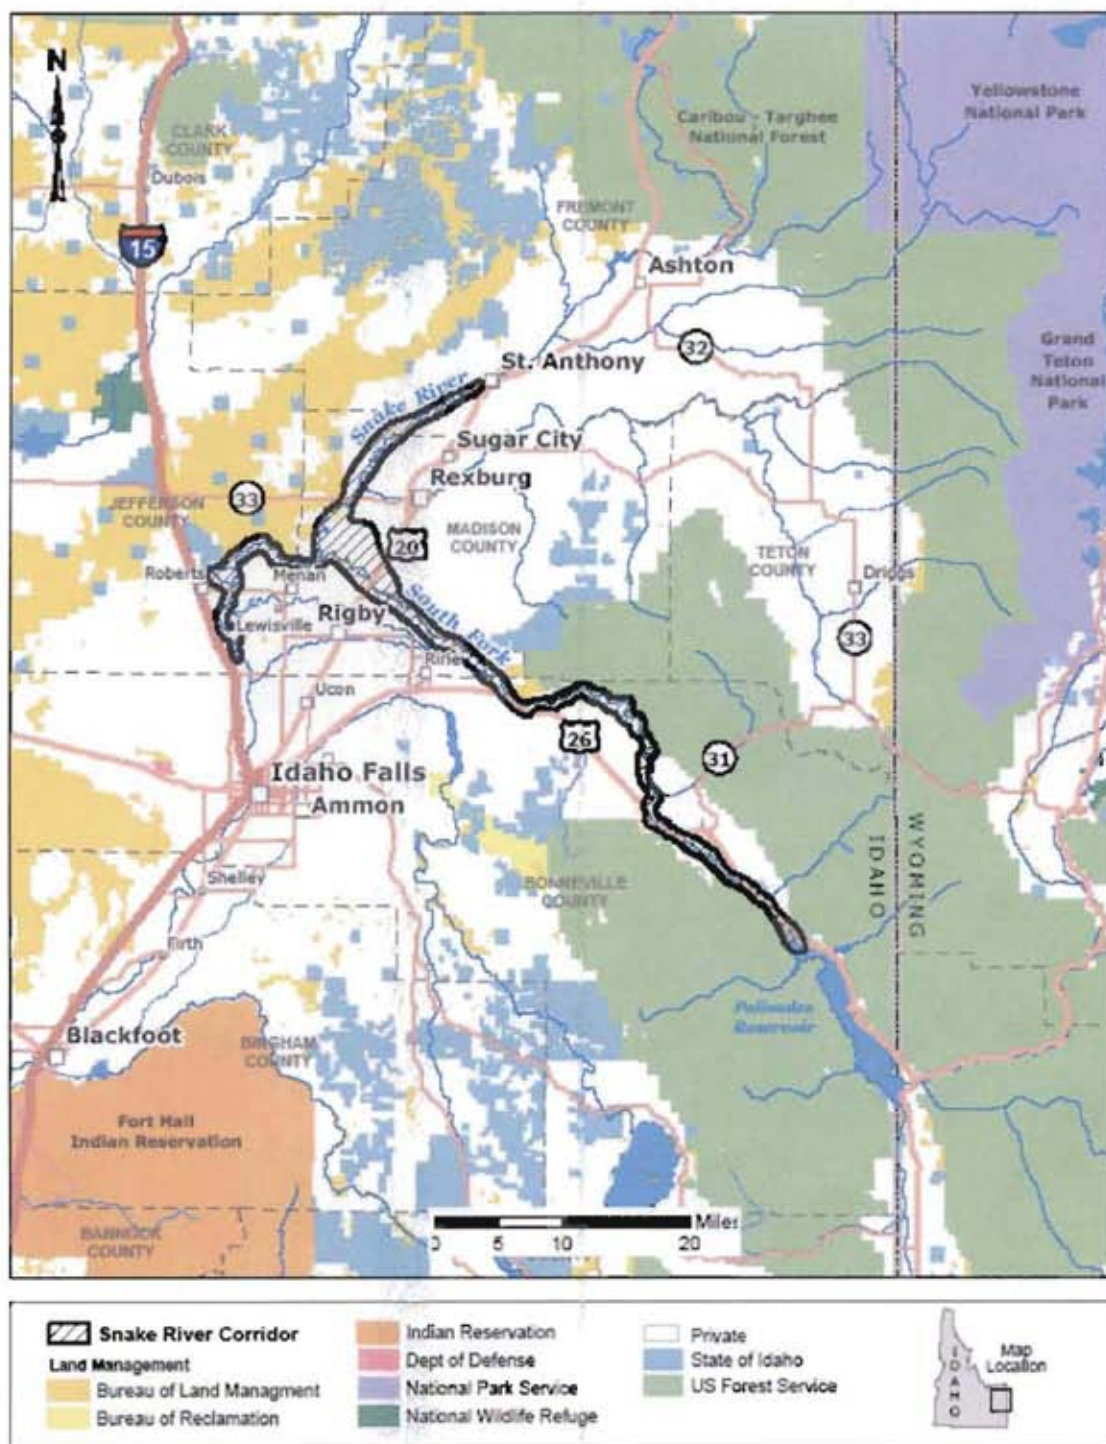 N
Yellowstone
National Park
Caribou - Targhee
National Forest
CLARK
COUNTY
Dubois
FREMONT
COUNTY
15
Ashton
32
Grand
Teton
National
Park
St. Anthony
Snake River
Sugar City
Rexburg
33
JEFFERSON
COUNTY
20
MADISON
COUNTY
TETON
COUNTY
Roberts
Menan
Driggs
Lewisville
Rigby
South Fork
33
Ririe
Ucon
26
31
Idaho Falls
Ammon
IDAHO
WYOMING
Shelley
BONNEVILLE
COUNTY
Firth
Palisades
Reservoir
Blackfoot
BINGHAM
COUNTY
Fort Hall
Indian Reservation
BANNOCK
COUNTY
Miles
0 5 10 20
Snake River Corridor
Land Management
Bureau of Land Managment
Bureau of Reclamation
Indian Reservation
Dept of Defense
National Park Service
National Wildlife Refuge
Private
State of Idaho
US Forest Service
IDAHO
Map
Location